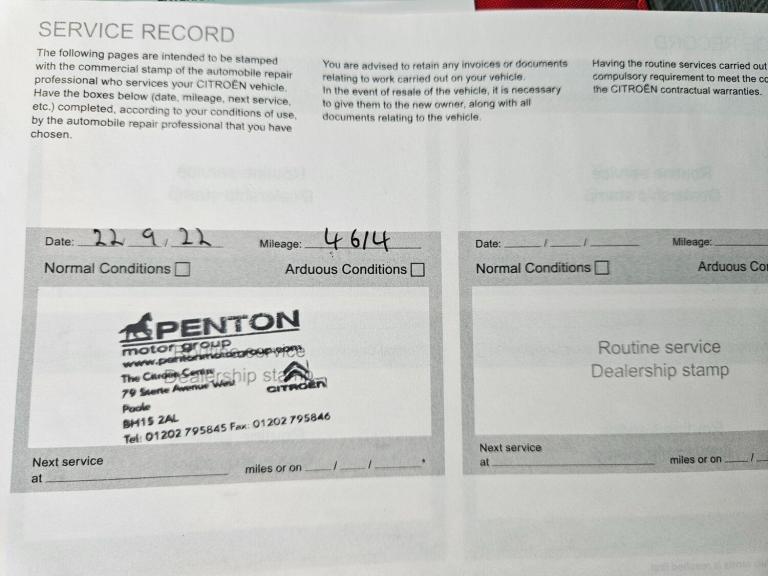 SERVICE RECORD
The following pages are intended to be stamped
with the commercial stamp of the automobile repair
professional who services your CITROËN vehicle.
Have the boxes below (date, mileage, next service,
etc.) completed, according to your conditions of use,
by the automobile repair professional that you have
chosen.
You are advised to retain any invoices or documents
relating to work carried out on your vehicle.
In the event of resale of the vehicle, it is necessary
to give them to the new owner, along with all
documents relating to the vehicle.
Having the routine services carried out
compulsory requirement to meet the
the CITROËN contractual warranties.
Date: 22 9 / 22 Mileage: 4614
Normal Conditions Arduous Conditions
PENTON
motor group
www.pentonmotorgroup.com
Dealership
The Citroën Centre
CITROËN
79 Avenue West
Poole
BH15 2AL
Tel: 01202 795845 Fax: 01202 795846
Next service
at miles or on / / *
Date: / / Mileage:
Normal Conditions Arduous
Routine service
Dealership stamp
Next service
at miles or on /